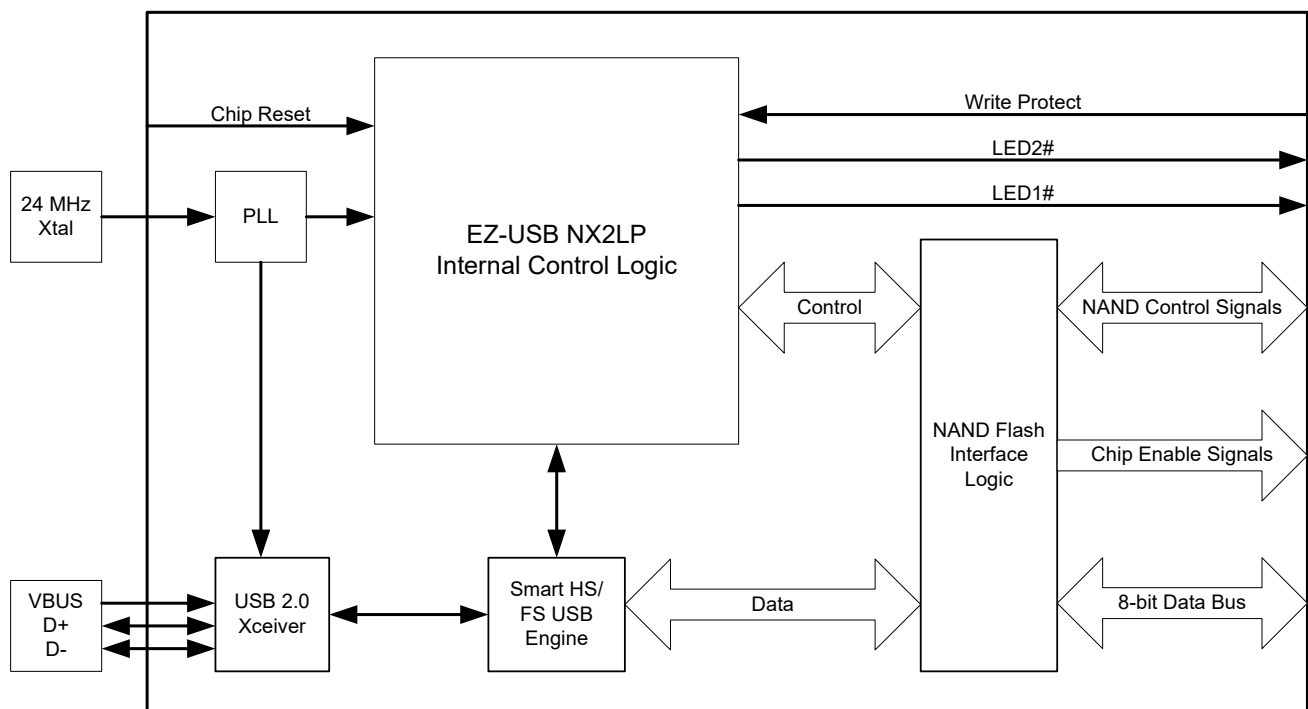 Chip Reset
Write Protect
LED2#
LED1#
24 MHz
Xtal
PLL
EZ-USB NX2LP
Internal Control Logic
Control
NAND Control Signals
NAND Flash
Interface
Logic
Chip Enable Signals
VBUS
D+
D-
USB 2.0
Xceiver
Smart HS/
FS USB
Engine
Data
8-bit Data Bus